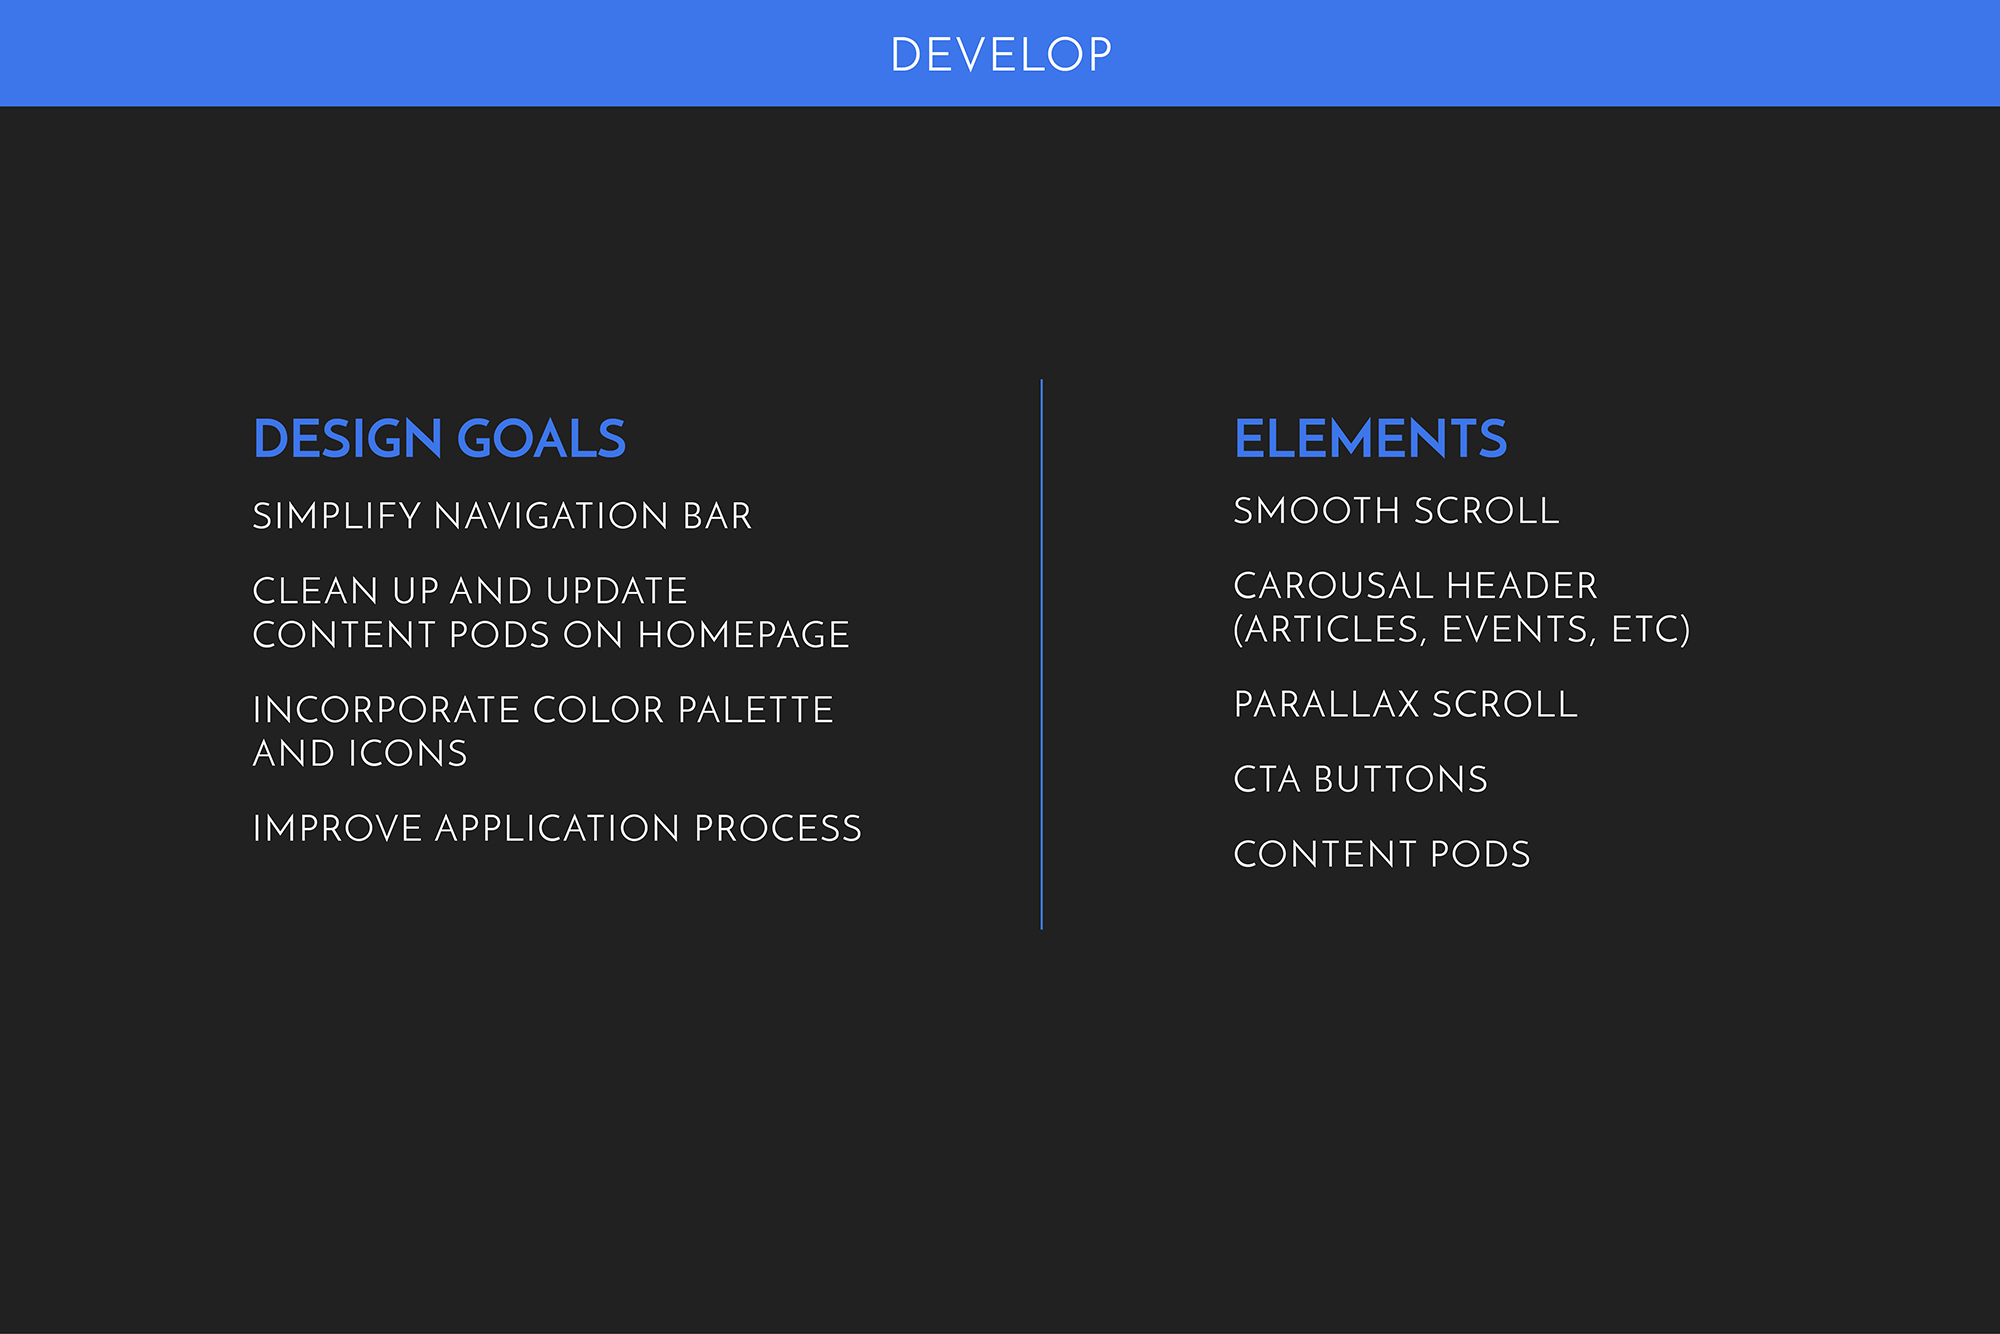 DEVELOP
DESIGN GOALS
SIMPLIFY NAVIGATION BAR
CLEAN UP AND UPDATE
CONTENT PODS ON HOMEPAGE
INCORPORATE COLOR PALETTE
AND ICONS
IMPROVE APPLICATION PROCESS
ELEMENTS
SMOOTH SCROLL
CAROUSAL HEADER
(ARTICLES, EVENTS, ETC)
PARALLAX SCROLL
CTA BUTTONS
CONTENT PODS